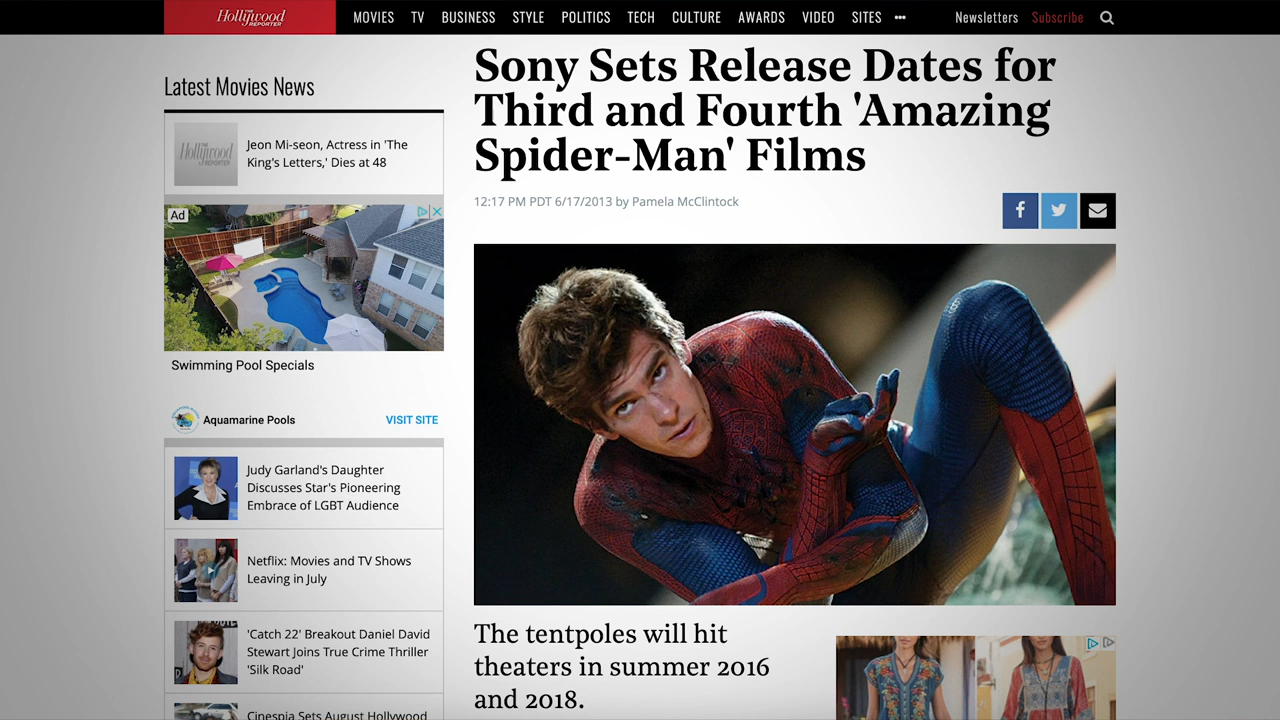 THE
Hollywood
REPORTER
MOVIES TV BUSINESS STYLE POLITICS TECH CULTURE AWARDS VIDEO SITES •••
Newsletters Subscribe
Latest Movies News
Jeon Mi-seon, Actress in 'The
King's Letters,' Dies at 48
Ad
Swimming Pool Specials
Aquamarine Pools VISIT SITE
Judy Garland's Daughter
Discusses Star's Pioneering
Embrace of LGBT Audience
Netflix: Movies and TV Shows
Leaving in July
'Catch 22' Breakout Daniel David
Stewart Joins True Crime Thriller
'Silk Road'
Cinespia Sets August Hollywood
Sony Sets Release Dates for
Third and Fourth 'Amazing
Spider-Man' Films
12:17 PM PDT 6/17/2013 by Pamela McClintock
The tentpoles will hit
theaters in summer 2016
and 2018.